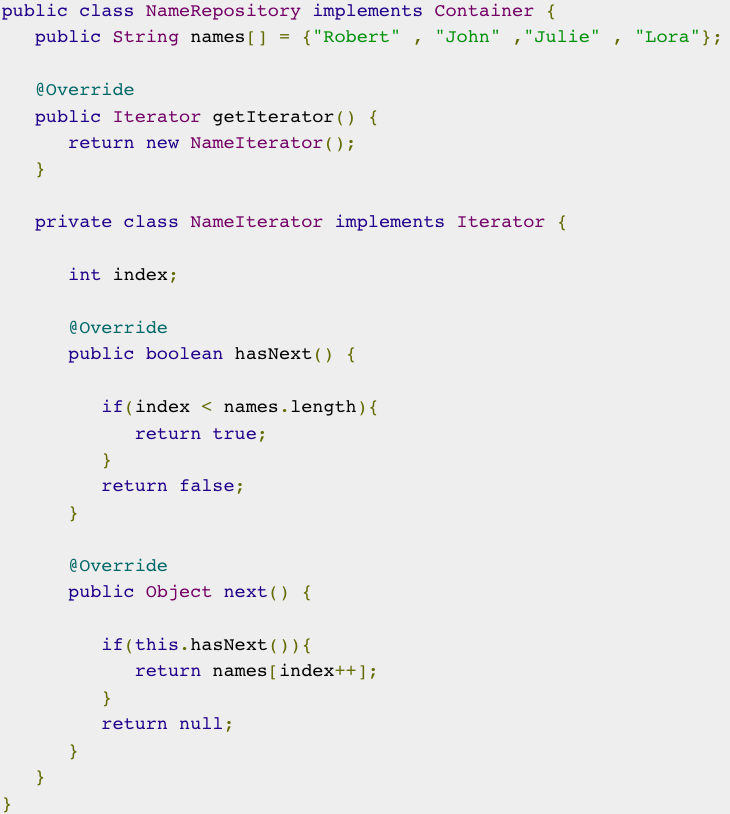 public class NameRepository implements Container {
   public String names[] = {"Robert" , "John" ,"Julie" , "Lora"};

   @Override
   public Iterator getIterator() {
      return new NameIterator();
   }

   private class NameIterator implements Iterator {

      int index;

      @Override
      public boolean hasNext() {

         if(index < names.length){
            return true;
         }
         return false;
      }

      @Override
      public Object next() {

         if(this.hasNext()){
            return names[index++];
         }
         return null;
      }
   }
}